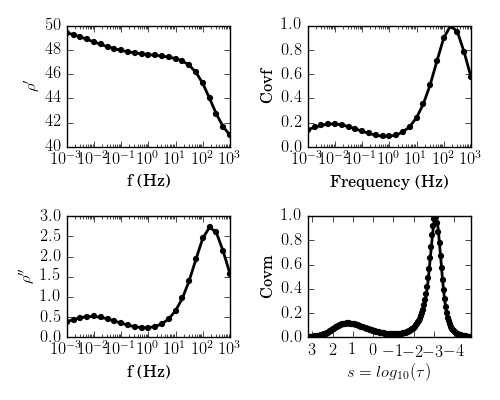 50
48
46
44
42
40
ρ′
10⁻³ 10⁻² 10⁻¹ 10⁰ 10¹ 10² 10³
f (Hz)
1.0
0.8
0.6
0.4
0.2
0.0
Covf
10⁻³ 10⁻² 10⁻¹ 10⁰ 10¹ 10² 10³
Frequency (Hz)
3.0
2.5
2.0
1.5
1.0
0.5
0.0
ρ″
10⁻³ 10⁻² 10⁻¹ 10⁰ 10¹ 10² 10³
f (Hz)
1.0
0.8
0.6
0.4
0.2
0.0
Covm
3 2 1 0 −1 −2 −3 −4
s = log₁₀(τ)